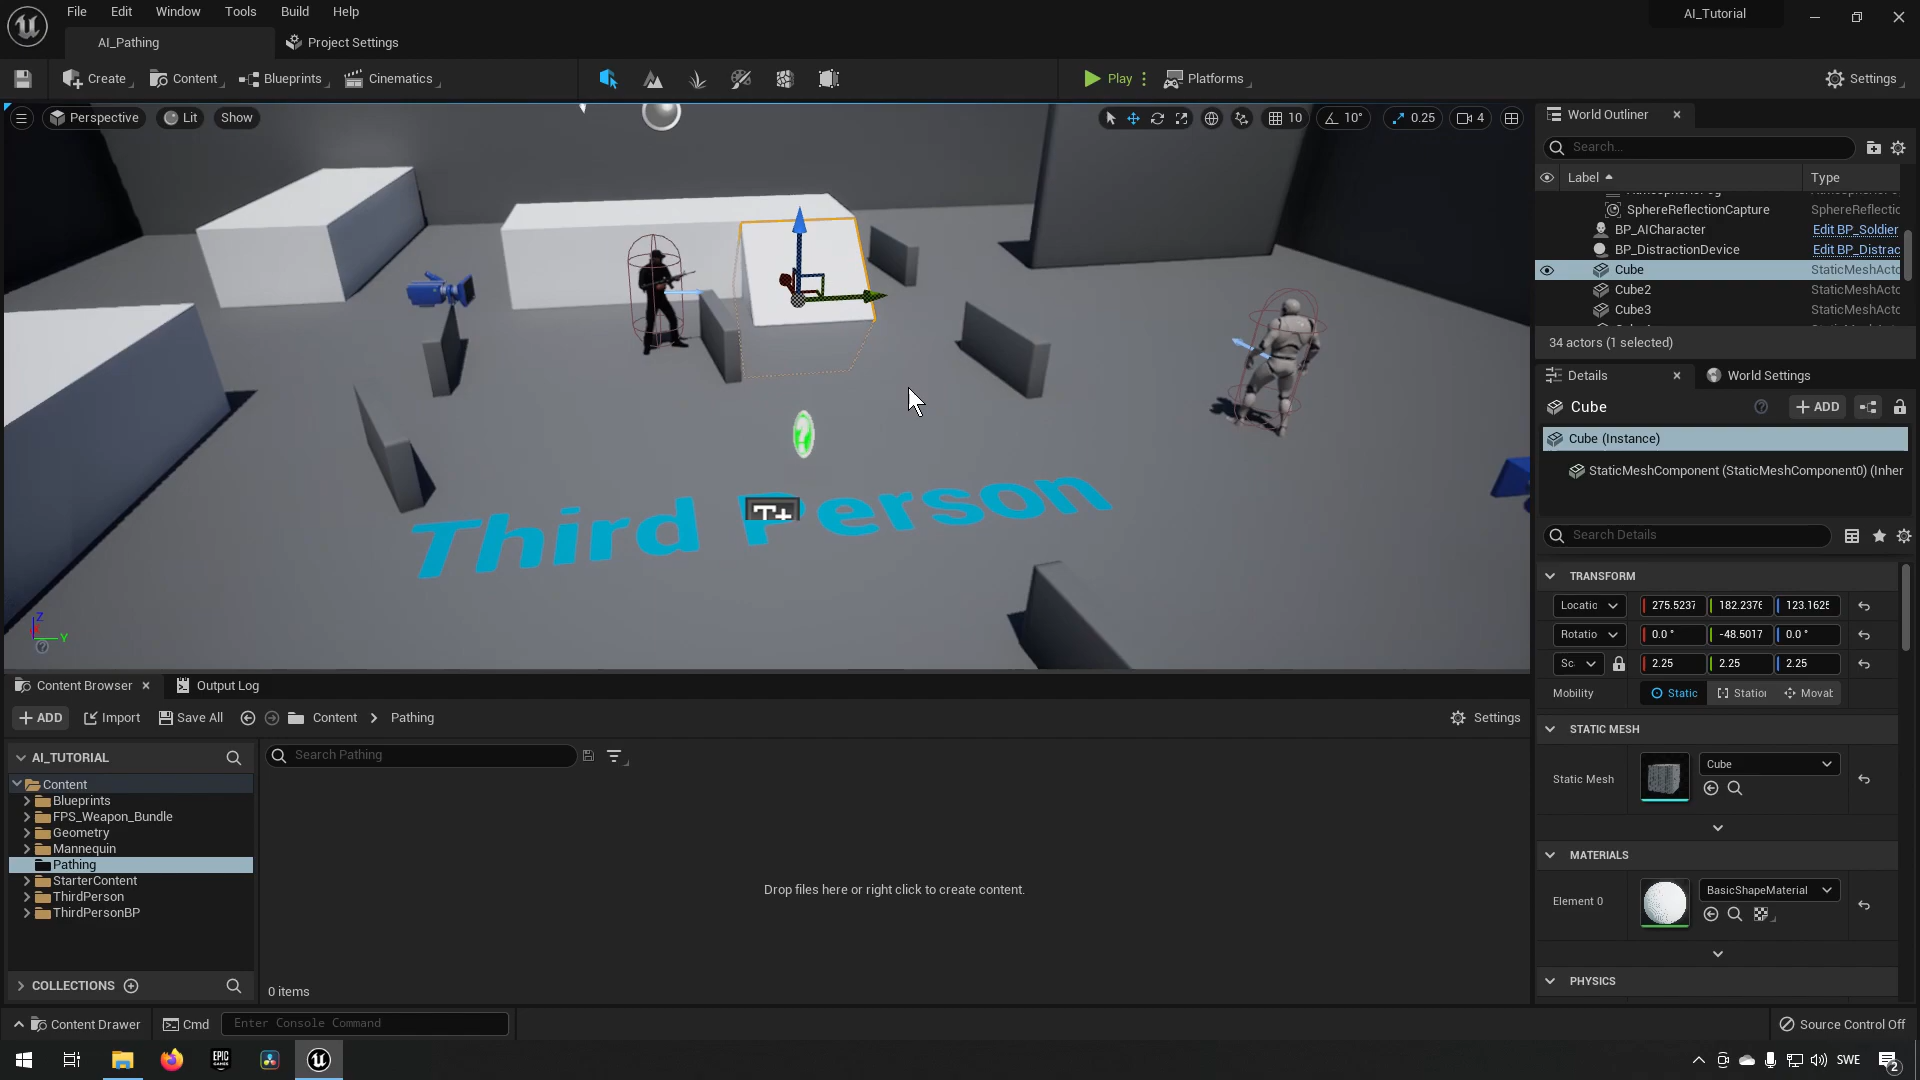 File Edit Window Tools Build Help
AI_Tutorial
AI_Pathing
Project Settings
Create
Content
Blueprints
Cinematics
Play
Platforms
Settings
Perspective
Lit
Show
10
10°
0.25
4
World Outliner
Search...
Label
Type
SphereReflectionCapture SphereReflectic
BP_AICharacter Edit BP_Soldier
BP_DistractionDevice Edit BP_Distrac
Cube StaticMeshActo
Cube2 StaticMeshActo
Cube3 StaticMeshActo
34 actors (1 selected)
Details
World Settings
Cube
ADD
Cube (Instance)
StaticMeshComponent (StaticMeshComponent0) (Inher
Search Details
TRANSFORM
Locatic 275.5237 182.2376 123.1625
Rotatio 0.0 ° -48.5017 0.0 °
Sc 2.25 2.25 2.25
Mobility Static Station Movab
STATIC MESH
Static Mesh
Cube
MATERIALS
Element 0
BasicShapeMaterial
PHYSICS
Third Person
T+
Z
Y
Content Browser
Output Log
ADD
Import
Save All
Content
Pathing
Settings
AI_TUTORIAL
Search Pathing
Content
Blueprints
FPS_Weapon_Bundle
Geometry
Mannequin
Pathing
StarterContent
ThirdPerson
ThirdPersonBP
Drop files here or right click to create content.
COLLECTIONS
0 items
Content Drawer
Cmd
Enter Console Command
Source Control Off
EPIC
GAMES
SWE
2